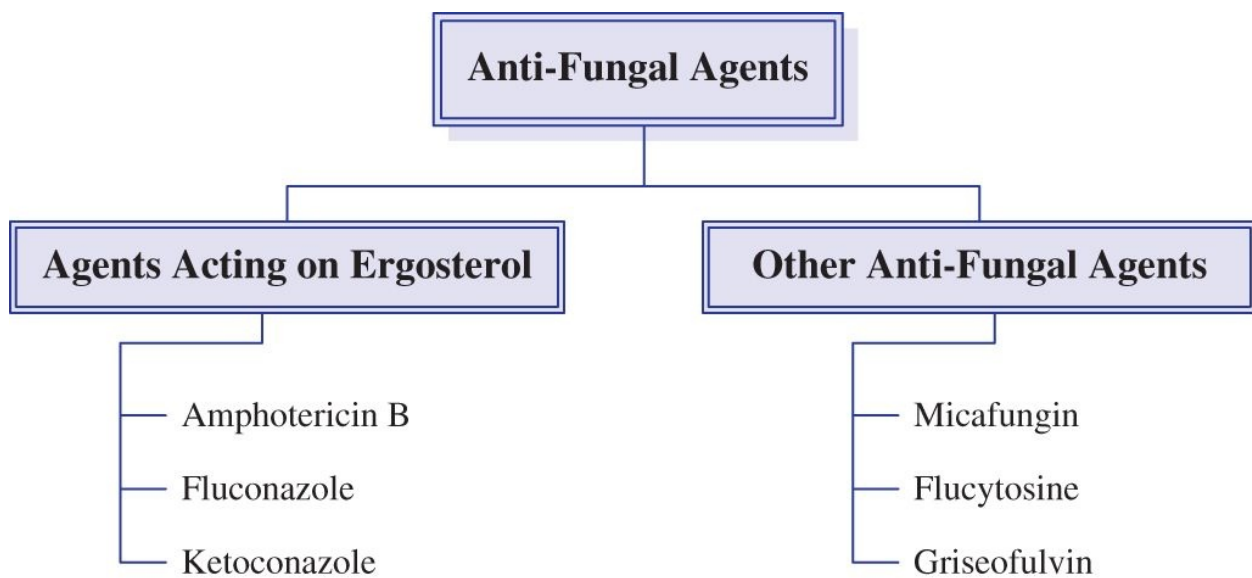 Anti-Fungal Agents
Agents Acting on Ergosterol
Amphotericin B
Fluconazole
Ketoconazole
Other Anti-Fungal Agents
Micafungin
Flucytosine
Griseofulvin